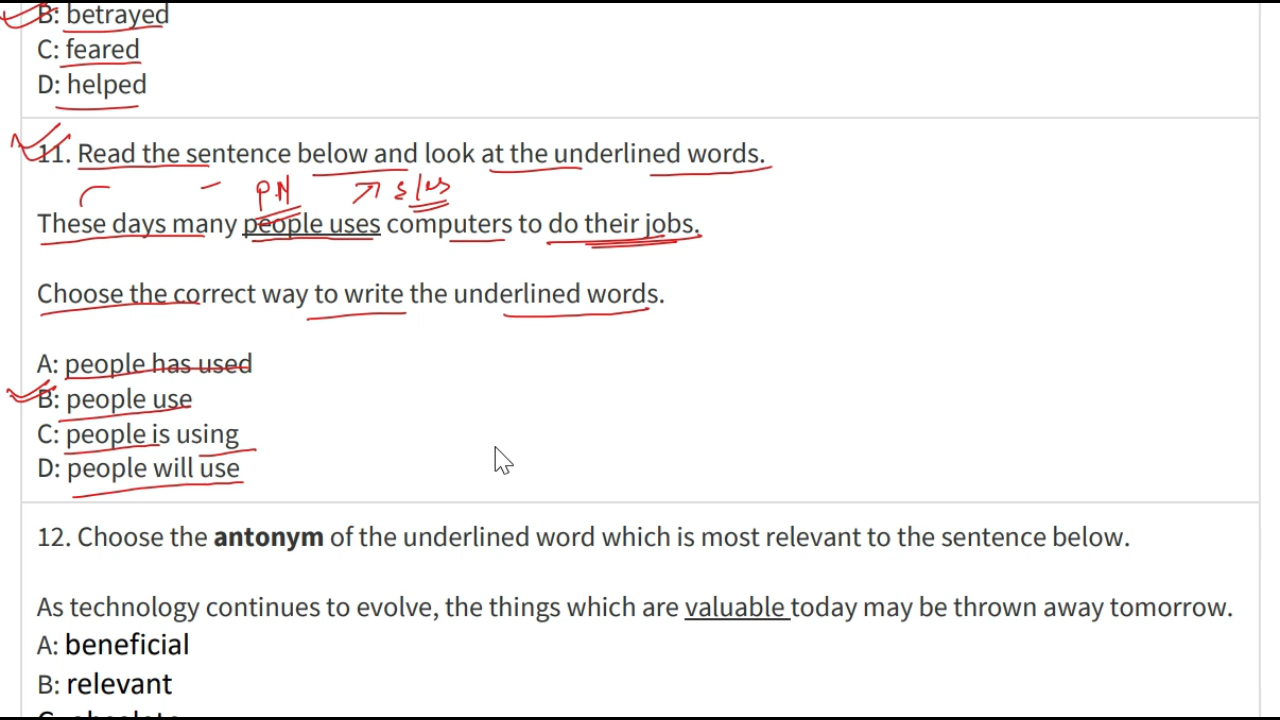 B: betrayed
C: feared
D: helped
11. Read the sentence below and look at the underlined words.
P.N s/es
These days many people uses computers to do their jobs.
Choose the correct way to write the underlined words.
A: people has used
B: people use
C: people is using
D: people will use
12. Choose the antonym of the underlined word which is most relevant to the sentence below.
As technology continues to evolve, the things which are valuable today may be thrown away tomorrow.
A: beneficial
B: relevant